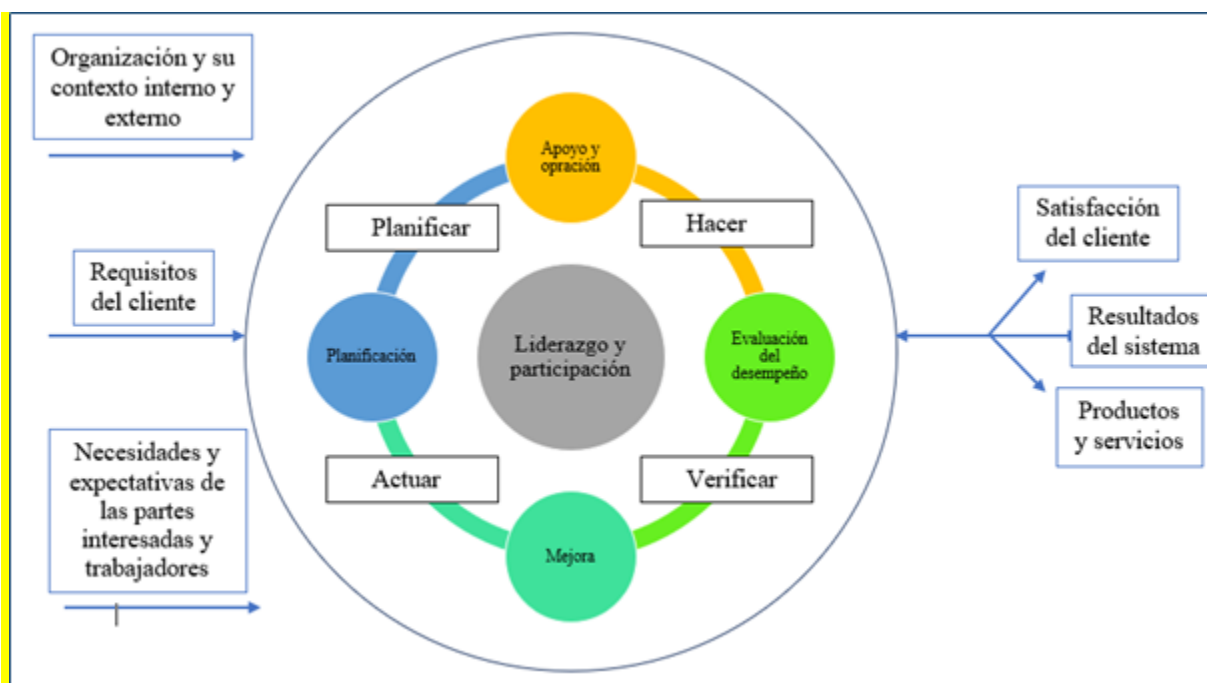 Organización y su
contexto interno y
externo
Requisitos
del cliente
Necesidades y
expectativas de
las partes
interesadas y
trabajadores
Apoyo y
opración
Planificar
Hacer
Planificación
Liderazgo y
participación
Evaluación
del
desempeño
Actuar
Verificar
Mejora
Satisfacción
del cliente
Resultados
del sistema
Productos
y servicios